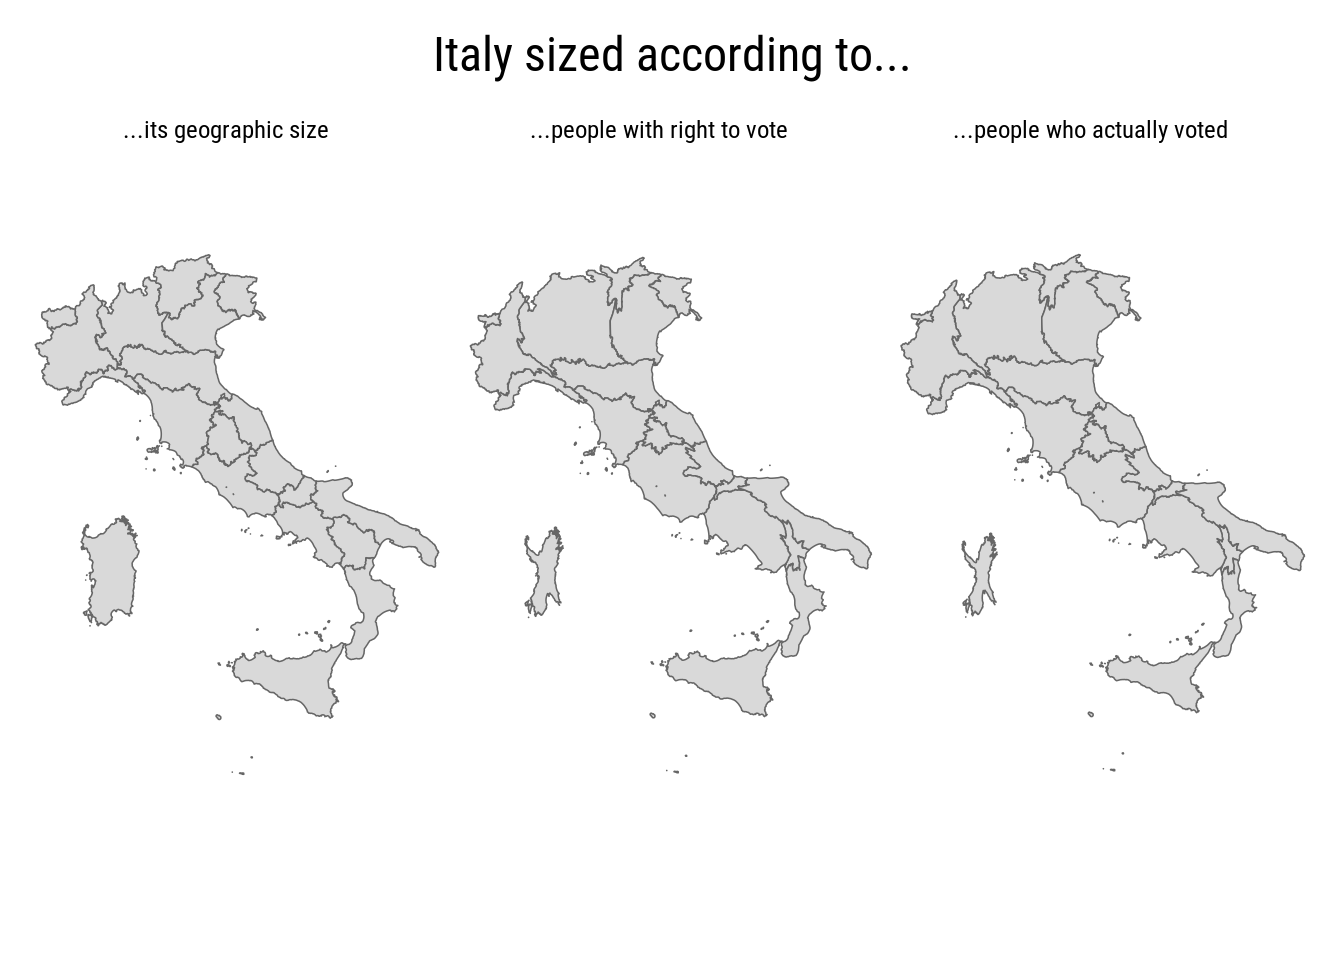 Italy sized according to...
...its geographic size
...people with right to vote
...people who actually voted